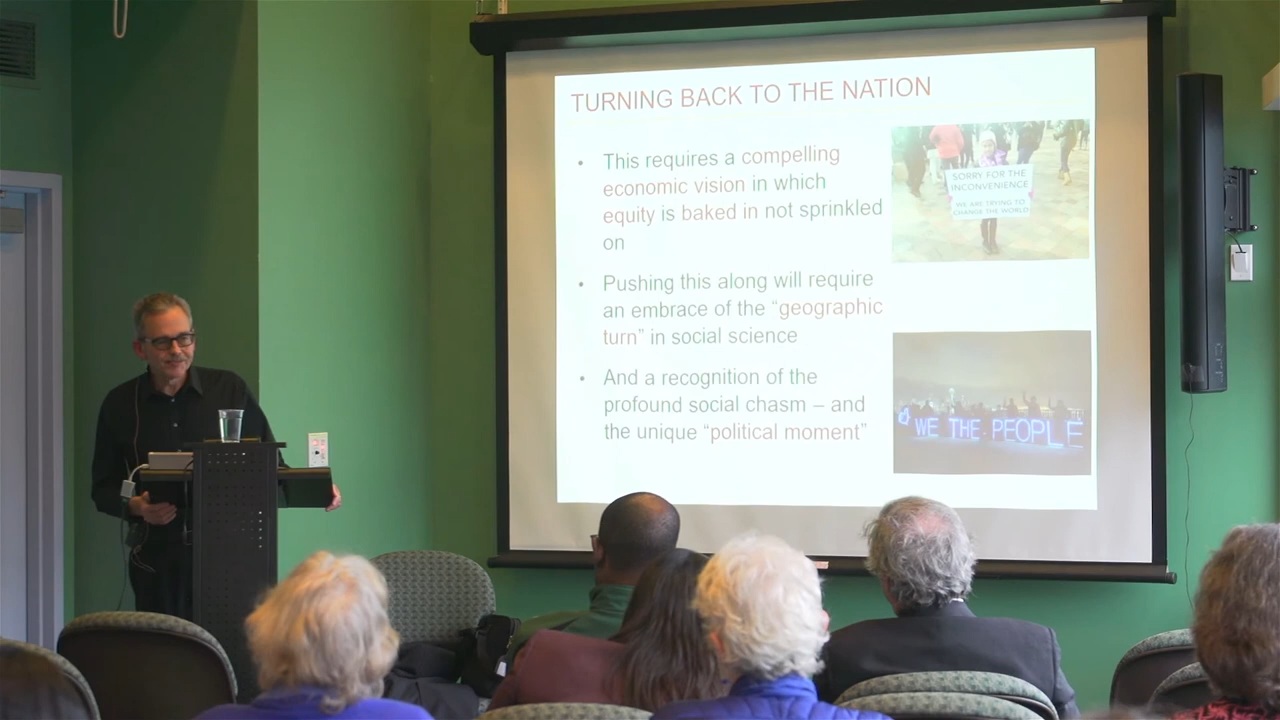 TURNING BACK TO THE NATION
• This requires a compelling
economic vision in which
equity is baked in not sprinkled
on
• Pushing this along will require
an embrace of the “geographic
turn” in social science
• And a recognition of the
profound social chasm – and
the unique “political moment”
SORRY FOR THE
INCONVENIENCE
WE ARE TRYING TO
CHANGE THE WORLD
WE THE PEOPLE